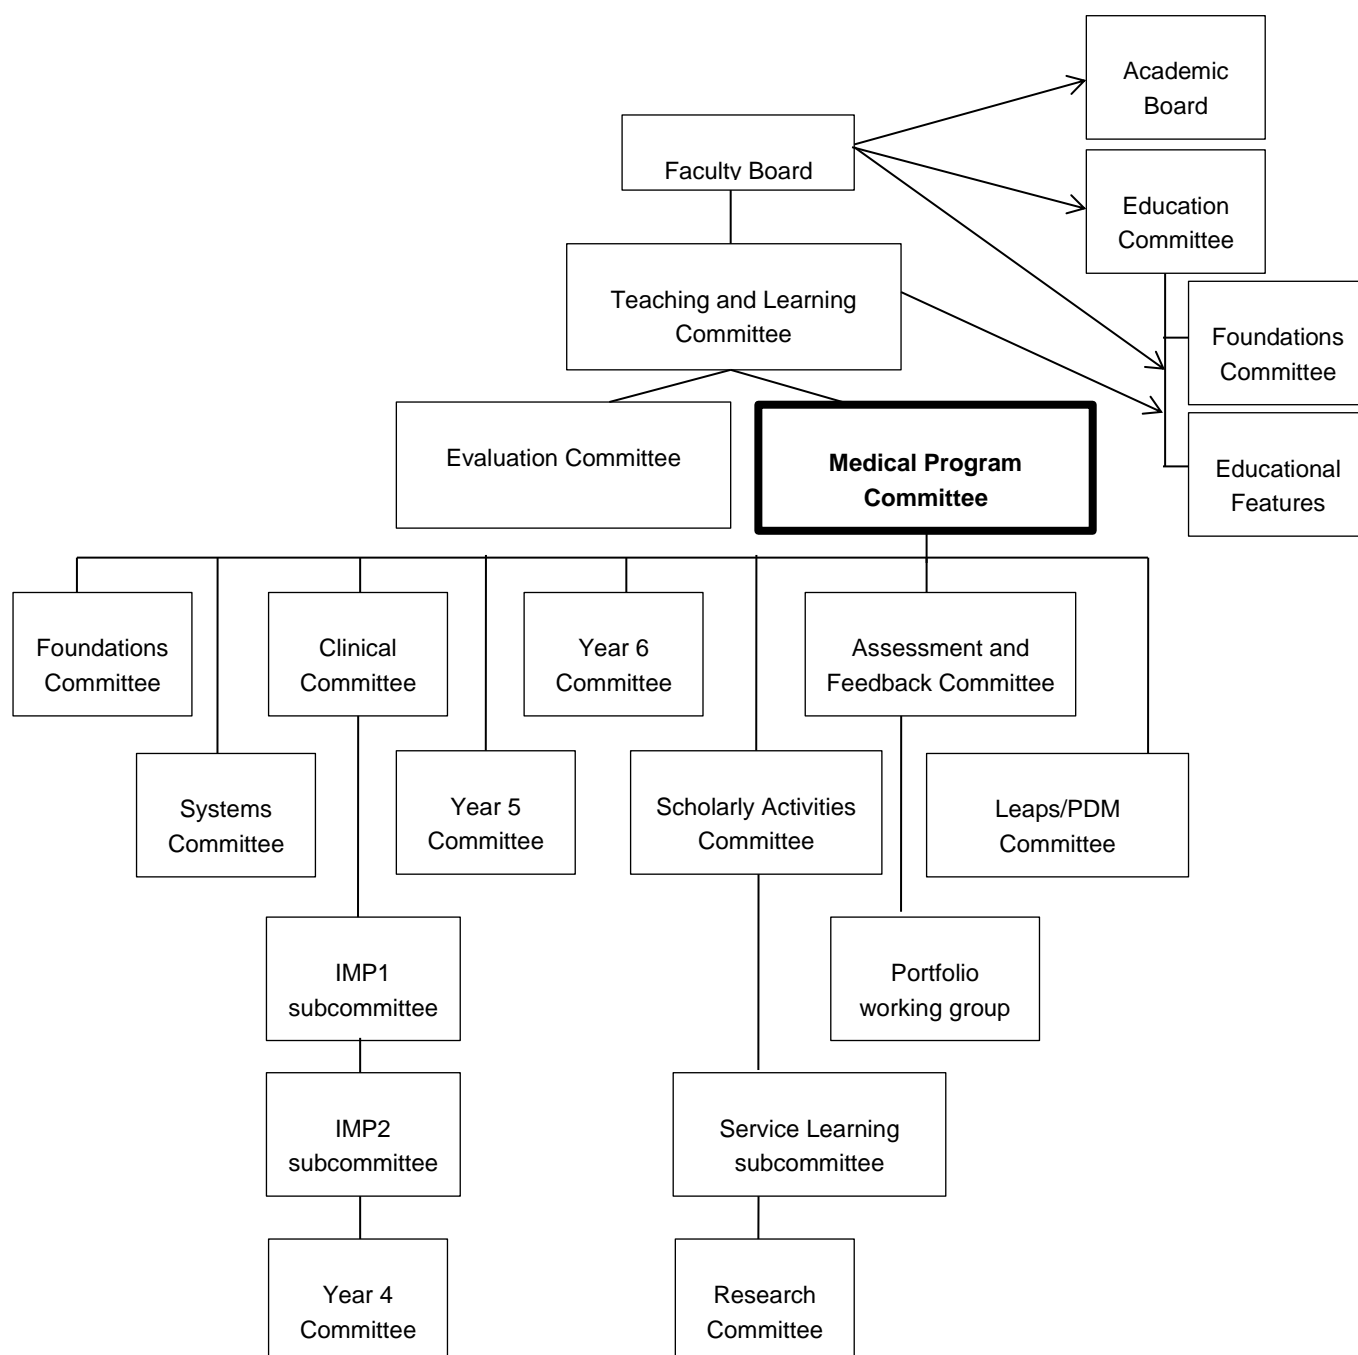 Academic
Board
Faculty Board
Education
Committee
Teaching and Learning
Committee
Foundations
Committee
Evaluation Committee
Medical Program
Committee
Educational
Features
Foundations
Committee
Clinical
Committee
Year 6
Committee
Assessment and
Feedback Committee
Systems
Committee
Year 5
Committee
Scholarly Activities
Committee
Leaps/PDM
Committee
IMP1
subcommittee
Portfolio
working group
IMP2
subcommittee
Service Learning
subcommittee
Year 4
Committee
Research
Committee